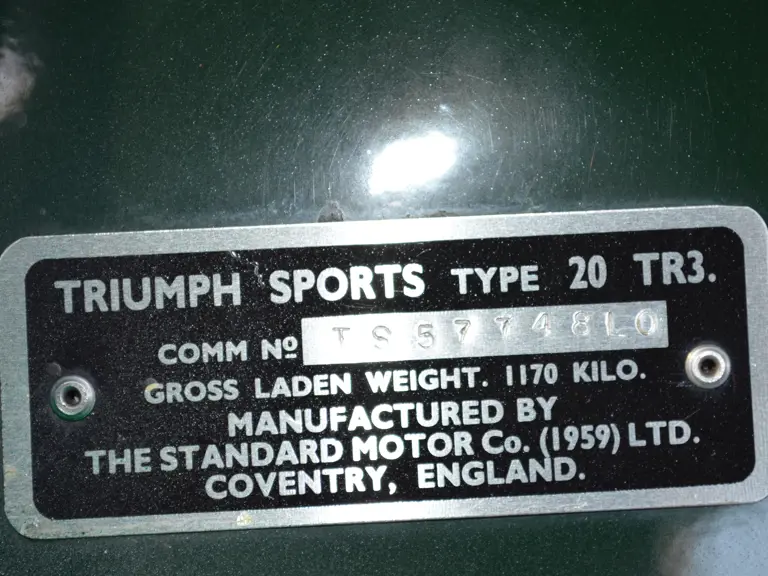 TRIUMPH SPORTS TYPE 20 TR3.
COMM Nº TS57748LO
GROSS LADEN WEIGHT. 1170 KILO.
MANUFACTURED BY
THE STANDARD MOTOR Co. (1959) LTD.
COVENTRY, ENGLAND.